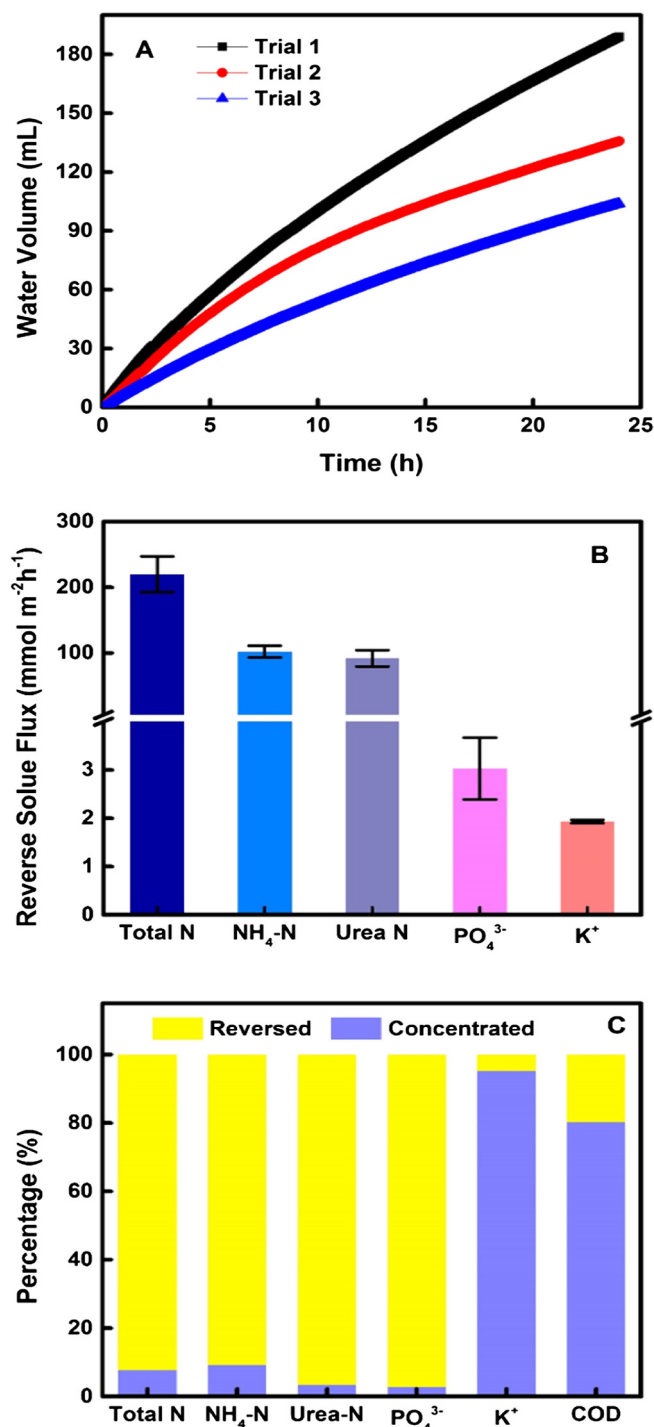 A
Trial 1
Trial 2
Trial 3
180
150
120
90
60
30
0
Water Volume (mL)
0 5 10 15 20 25
Time (h)
B
300
200
100
3
2
1
0
Reverse Solue Flux (mmol m⁻²h⁻¹)
Total N NH₄-N Urea N PO₄³⁻ K⁺
Reversed Concentrated C
100
80
60
40
20
0
Percentage (%)
Total N NH₄-N Urea-N PO₄³⁻ K⁺ COD